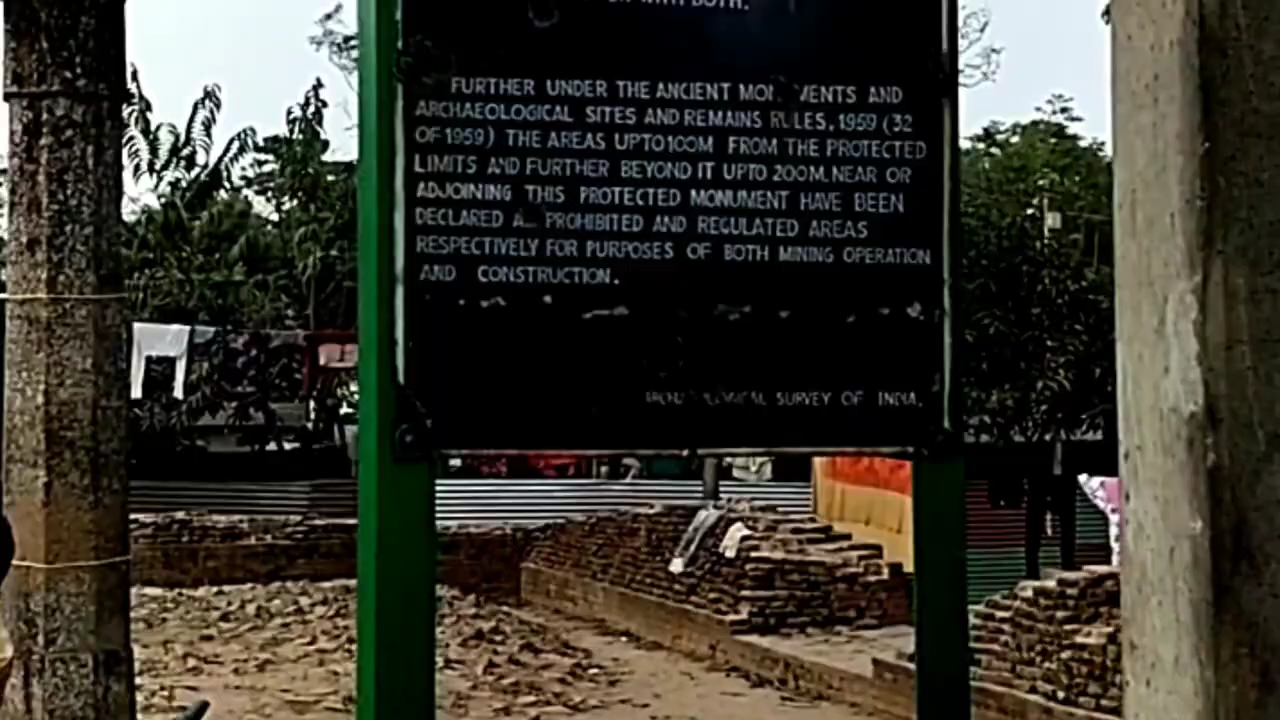 WITH BOTH.
FURTHER UNDER THE ANCIENT AND
ARCHAEOLOGICAL SITES AND REMAINS RULES, 1959 (32
OF 1959) THE AREAS UPTO 100M FROM THE PROTECTED
LIMITS AND FURTHER BEYOND IT UPTO 200M. NEAR OR
ADJOINING THIS PROTECTED MONUMENT HAVE BEEN
DECLARED PROHIBITED AND REGULATED AREAS
RESPECTIVELY FOR PURPOSES OF BOTH MINING OPERATION
AND CONSTRUCTION.
SURVEY OF INDIA.